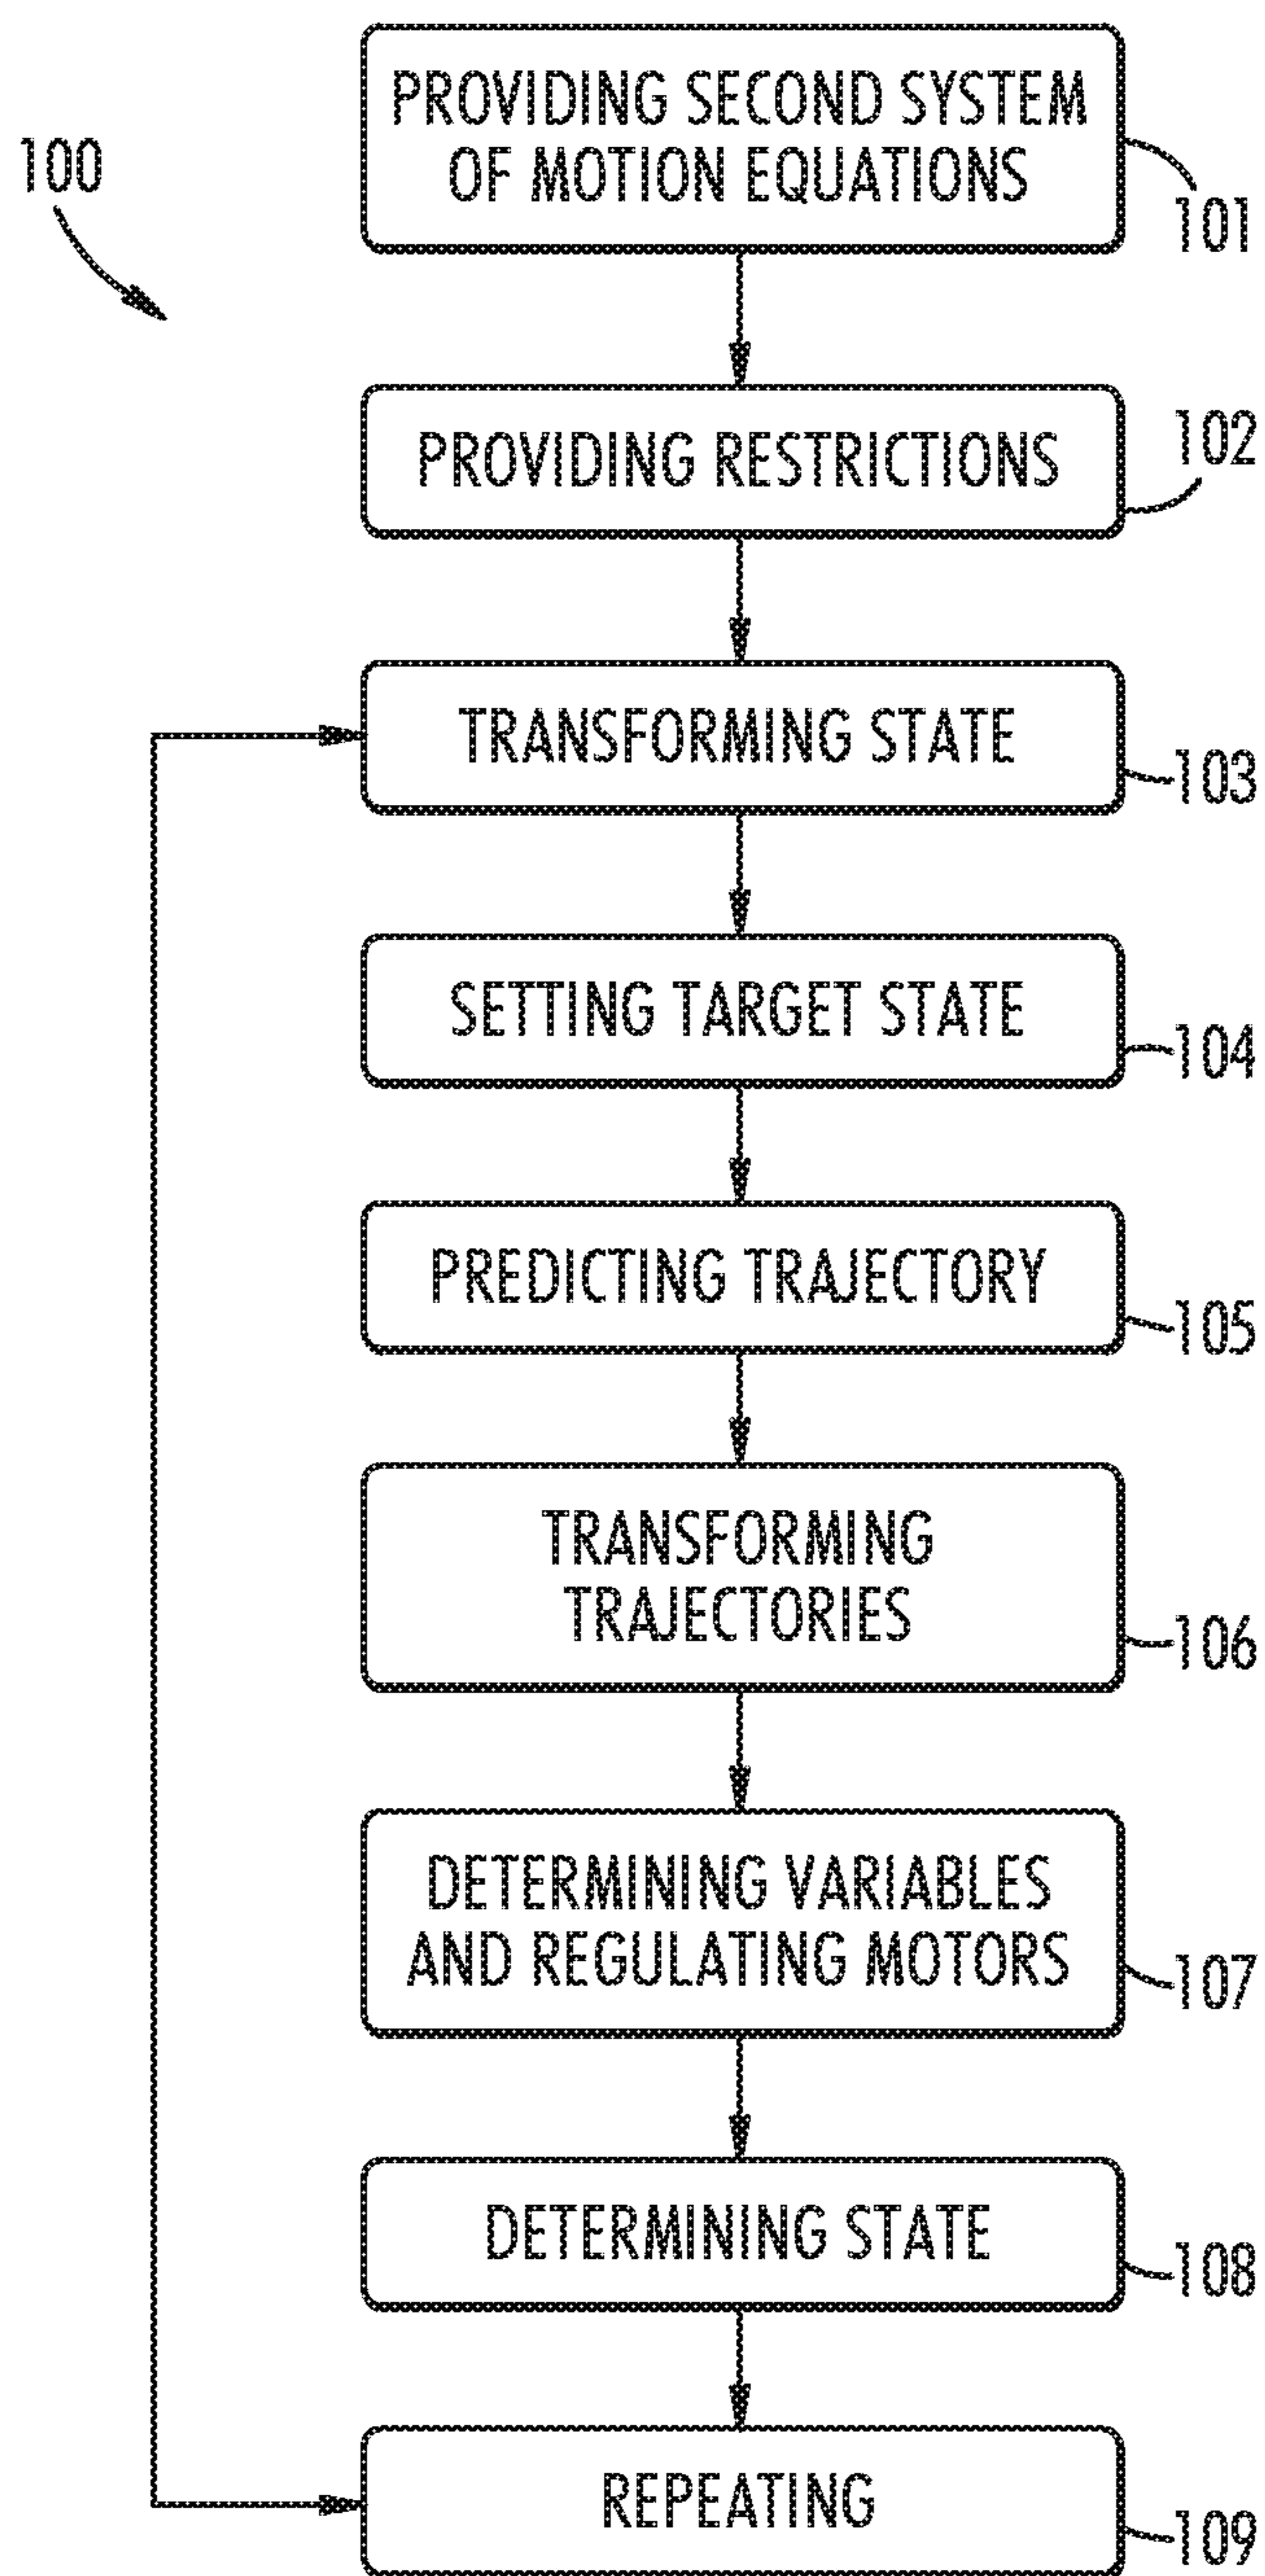 PROVIDING SECOND SYSTEM
OF MOTION EQUATIONS
100
101
PROVIDING RESTRICTIONS
102
TRANSFORMING STATE
103
SETTING TARGET STATE
104
PREDICTING TRAJECTORY
105
TRANSFORMING
TRAJECTORIES
106
DETERMINING VARIABLES
AND REGULATING MOTORS
107
DETERMINING STATE
108
REPEATING
109